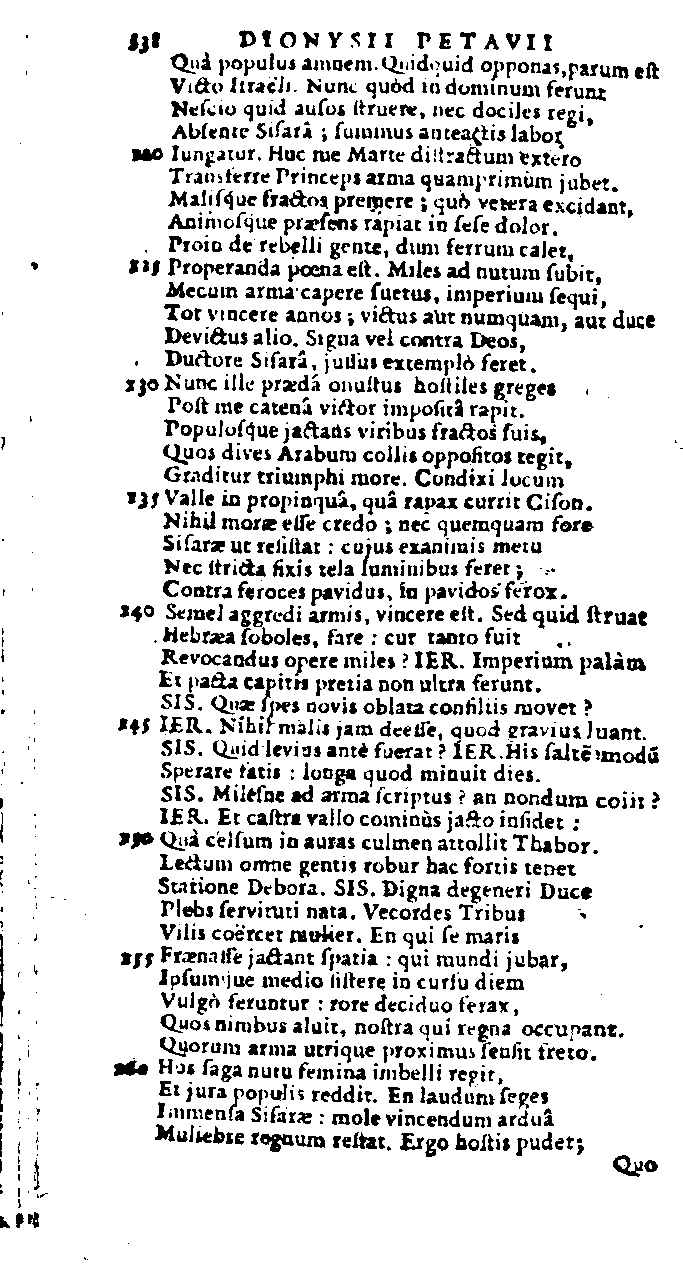 338 DIONYSII PETAVII
Quâ populus amnem. Quidquid opponas, parum eſt
Victo Iſraëli. Nunc quòd in dominum ferunt
Neſcio quid auſos ſtruere, nec dociles regi,
Abſente Siſarâ ; ſummus anteactis labor
220 Iungatur. Huc me Marte diſtractum extero
Tranſferre Princeps arma quamprimùm jubet.
Maliſque fractos premere ; quò vetera excidant,
Animoſque præſens rapiat in ſeſe dolor.
Proin de rebelli gente, dum ferrum calet,
225 Properanda pœna eſt. Miles ad nutum ſubit,
Mecum arma capere ſuetus, imperium ſequi,
Tot vincere annos ; victus aut numquam, aut duce
Devictus alio. Signa vel contra Deos,
Ductore Siſarâ, juſſus extemplò feret.
230 Nunc ille prædâ onuſtus hoſtiles greges
Poſt me catenâ victor impoſitâ rapit.
Populoſque jactans viribus fractos ſuis,
Quos dives Arabum collis oppoſitos tegit,
Graditur triumphi more. Condixi locum
235 Valle in propinquâ, quâ rapax currit Ciſon.
Nihil moræ eſſe credo ; nec quemquam fore
Siſaræ ut reſiſtat : cujus exanimis metu
Nec ſtricta fixis tela luminibus feret ;
Contra feroces pavidus, in pavidos ferox.
240 Semel aggredi armis, vincere eſt. Sed quid ſtruat
Hebræa ſoboles, fare : cur tanto fuit
Revocandus opere miles ? IER. Imperium palàm
Et pacta capitis pretia non ultra ferunt.
SIS. Quæ ſpes novis oblata conſiliis movet ?
245 IER. Nihil malis jam deeſſe, quod gravius luant.
SIS. Quid levius antè fuerat ? IER. His ſaltē modū
Sperare fatis : longa quod minuit dies.
SIS. Mileſne ad arma ſcriptus ? an nondum coiit ?
IER. Et caſtra vallo cominùs jacto inſidet :
250 Quà celſum in auras culmen attollit Thabor.
Lectum omne gentis robur hac fortis tenet
Statione Debora. SIS. Digna degeneri Duce
Plebs ſervituti nata. Vecordes Tribus
Vilis coërcet mulier. En qui ſe maris
255 Frænaſſe jactant ſpatia : qui mundi jubar,
Ipſumque medio ſiſtere in curſu diem
Vulgò feruntur : rore deciduo ferax,
Quos nimbus aluit, noſtra qui regna occupant.
Quorum arma utrique proximus ſenſit freto.
260 Hos ſaga nutu femina imbelli regit,
Et jura populis reddit. En laudum ſeges
Immenſa Siſaræ : mole vincendum arduâ
Muliebre regnum reſtat. Ergo hoſtis pudet;
Quo